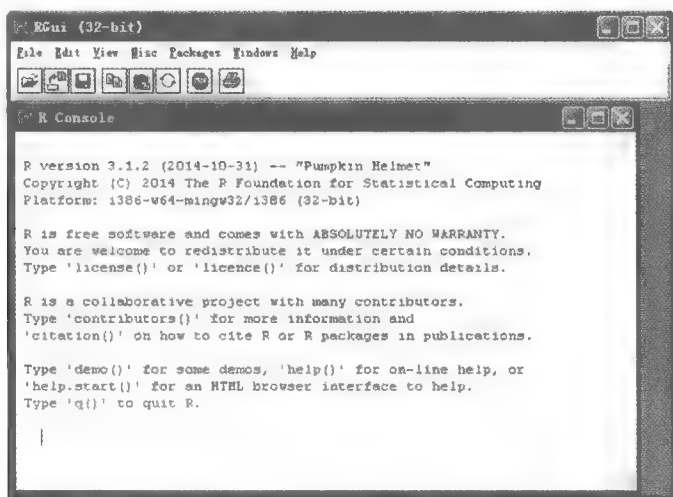 RGui (32-bit)
File Edit View Misc Packages Windows Help
R Console
R version 3.1.2 (2014-10-31) -- "Pumpkin Helmet"
Copyright (C) 2014 The R Foundation for Statistical Computing
Platform: i386-w64-mingw32/i386 (32-bit)
R is free software and comes with ABSOLUTELY NO WARRANTY.
You are welcome to redistribute it under certain conditions.
Type 'license()' or 'licence()' for distribution details.
R is a collaborative project with many contributors.
Type 'contributors()' for more information and
'citation()' on how to cite R or R packages in publications.
Type 'demo()' for some demos, 'help()' for on-line help, or
'help.start()' for an HTML browser interface to help.
Type 'q()' to quit R.